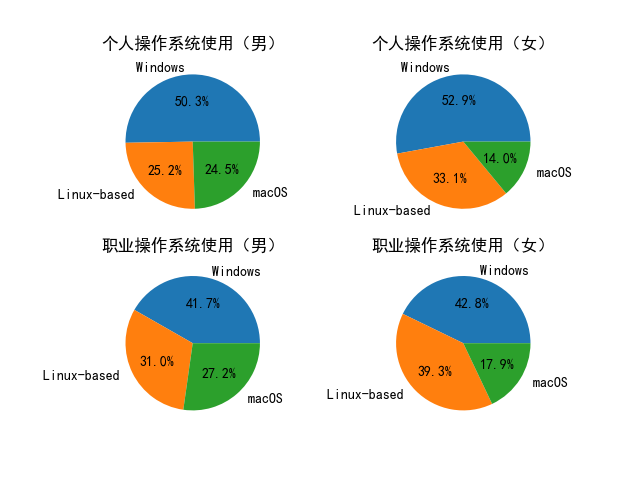 个人操作系统使用（男）
Windows
50.3%
25.2%
24.5%
Linux-based
macOS
个人操作系统使用（女）
Windows
52.9%
14.0%
33.1%
macOS
Linux-based
职业操作系统使用（男）
Windows
41.7%
31.0%
27.2%
Linux-based
macOS
职业操作系统使用（女）
Windows
42.8%
39.3%
17.9%
macOS
Linux-based